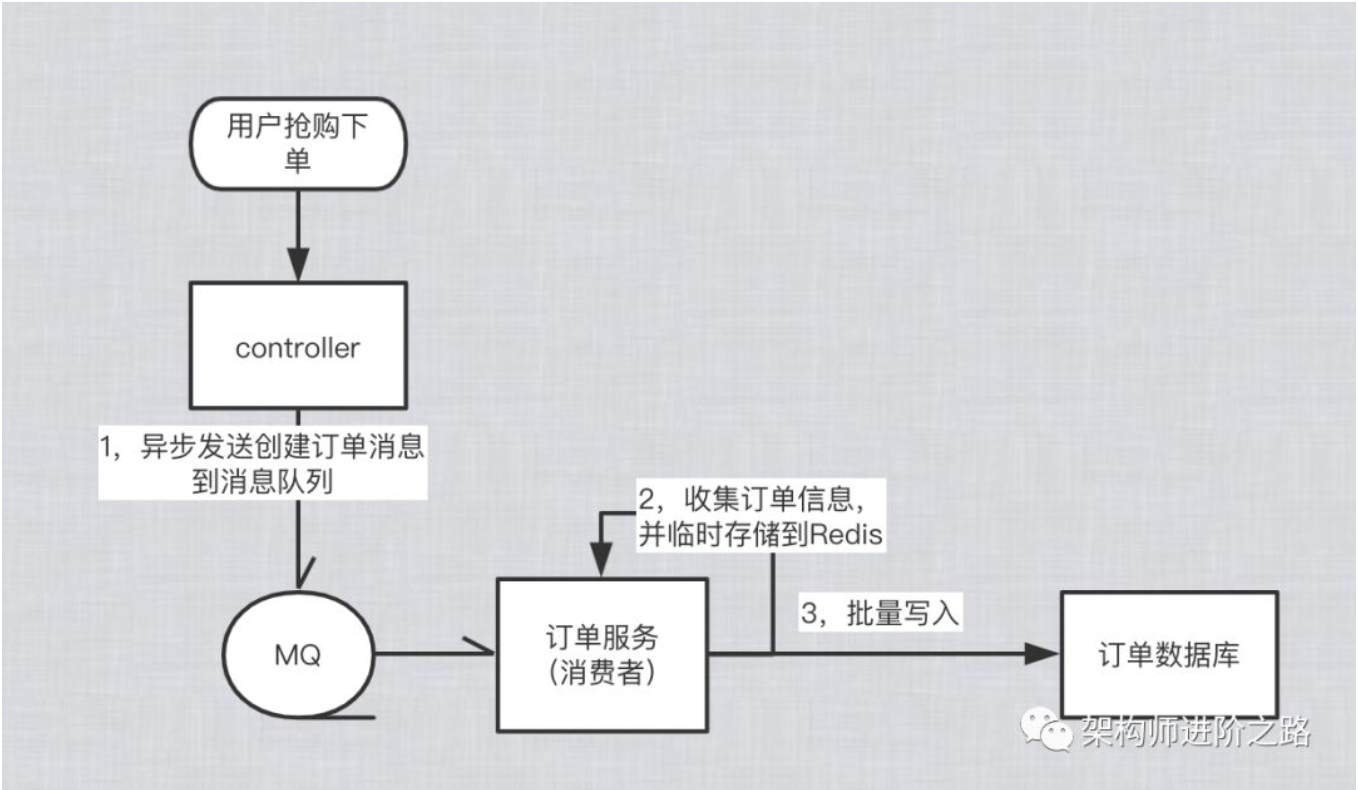 用户抢购下
单
controller
1，异步发送创建订单消息
到消息队列
2，收集订单信息，
并临时存储到Redis
3，批量写入
MQ
订单服务
（消费者）
订单数据库
架构师进阶之路